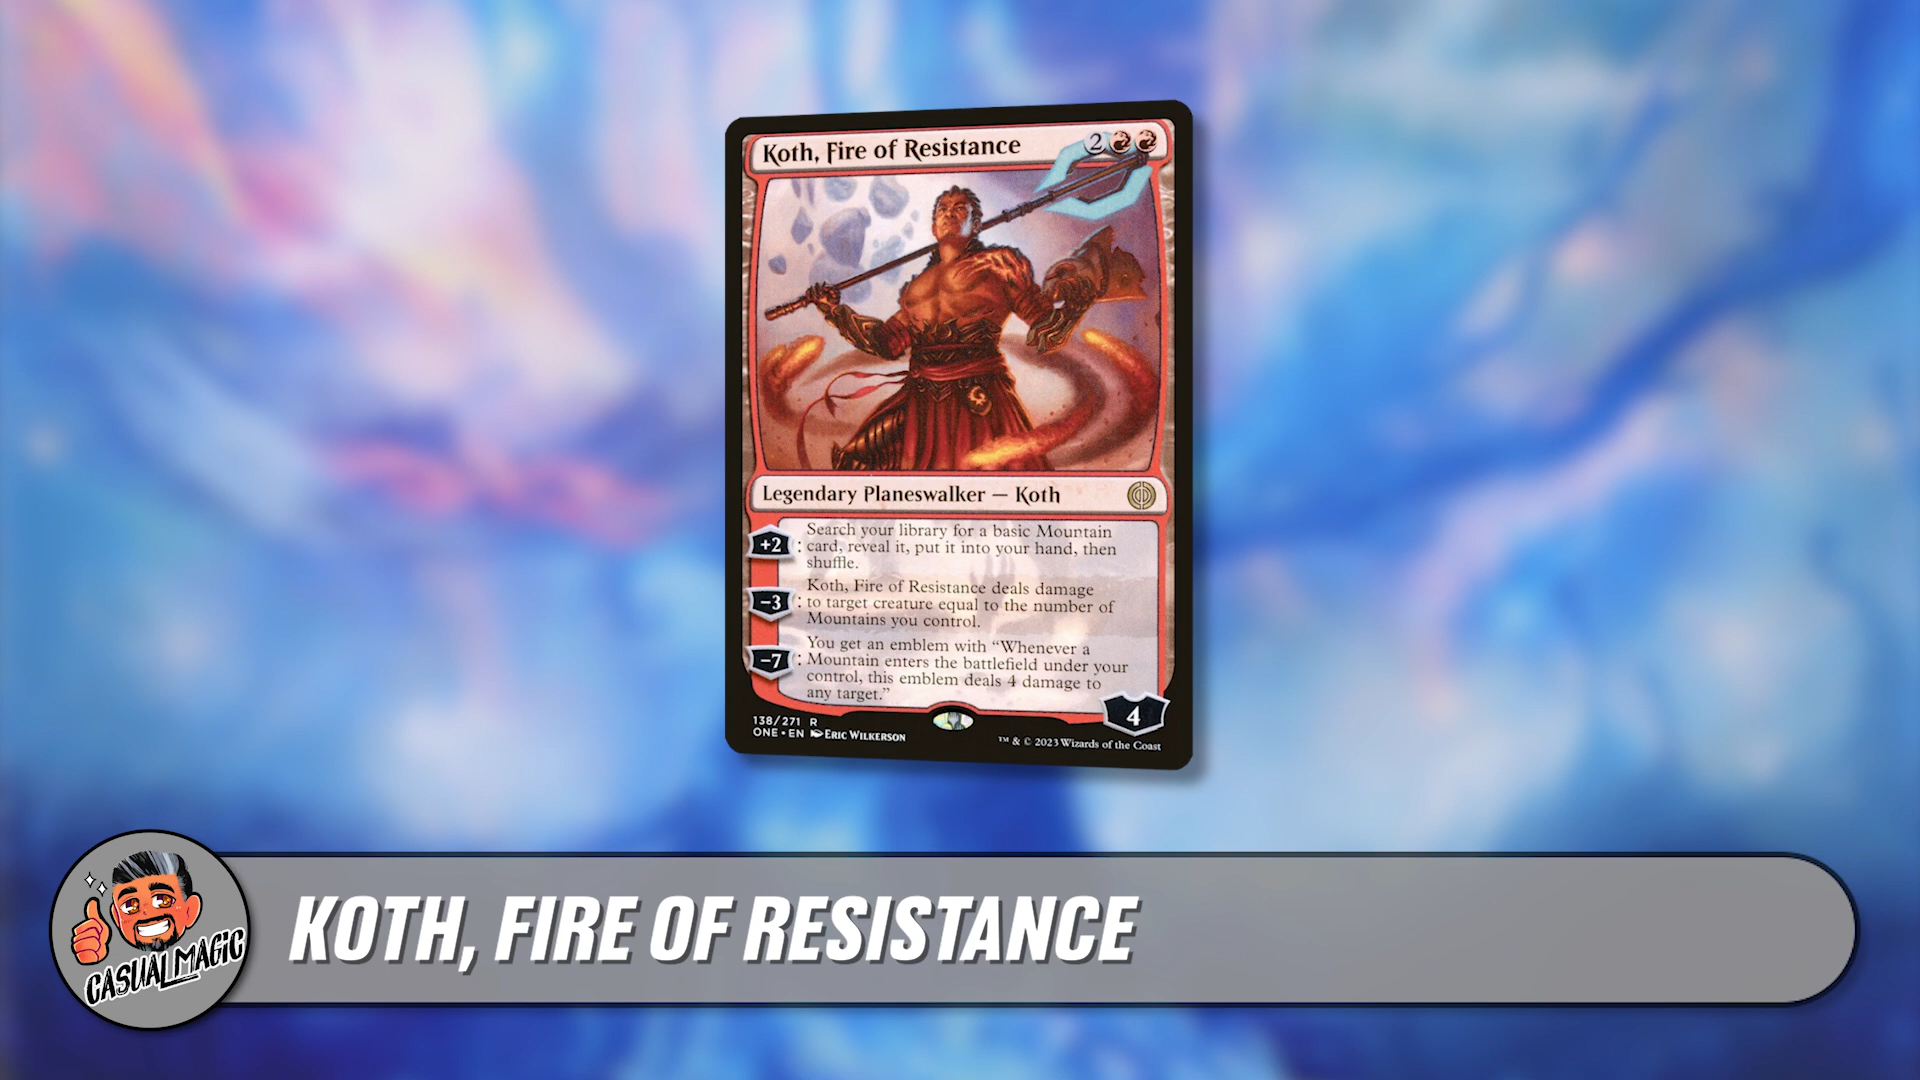 Koth, Fire of Resistance
2
Legendary Planeswalker — Koth
+2 : Search your library for a basic Mountain
card, reveal it, put it into your hand, then
shuffle.
−3 : Koth, Fire of Resistance deals damage
to target creature equal to the number of
Mountains you control.
−7 : You get an emblem with “Whenever a
Mountain enters the battlefield under your
control, this emblem deals 4 damage to
any target.”
4
138/271 R
ONE • EN Eric Wilkerson
™ & © 2023 Wizards of the Coast
CASUAL MAGIC
KOTH, FIRE OF RESISTANCE